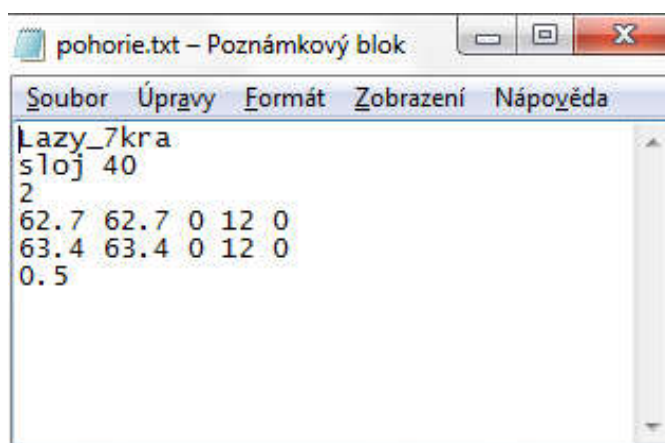 pohorie.txt – Poznámkový blok
Soubor Úpravy Formát Zobrazení Nápověda
Lazy_7kra
sloj 40
2
62.7 62.7 0 12 0
63.4 63.4 0 12 0
0.5